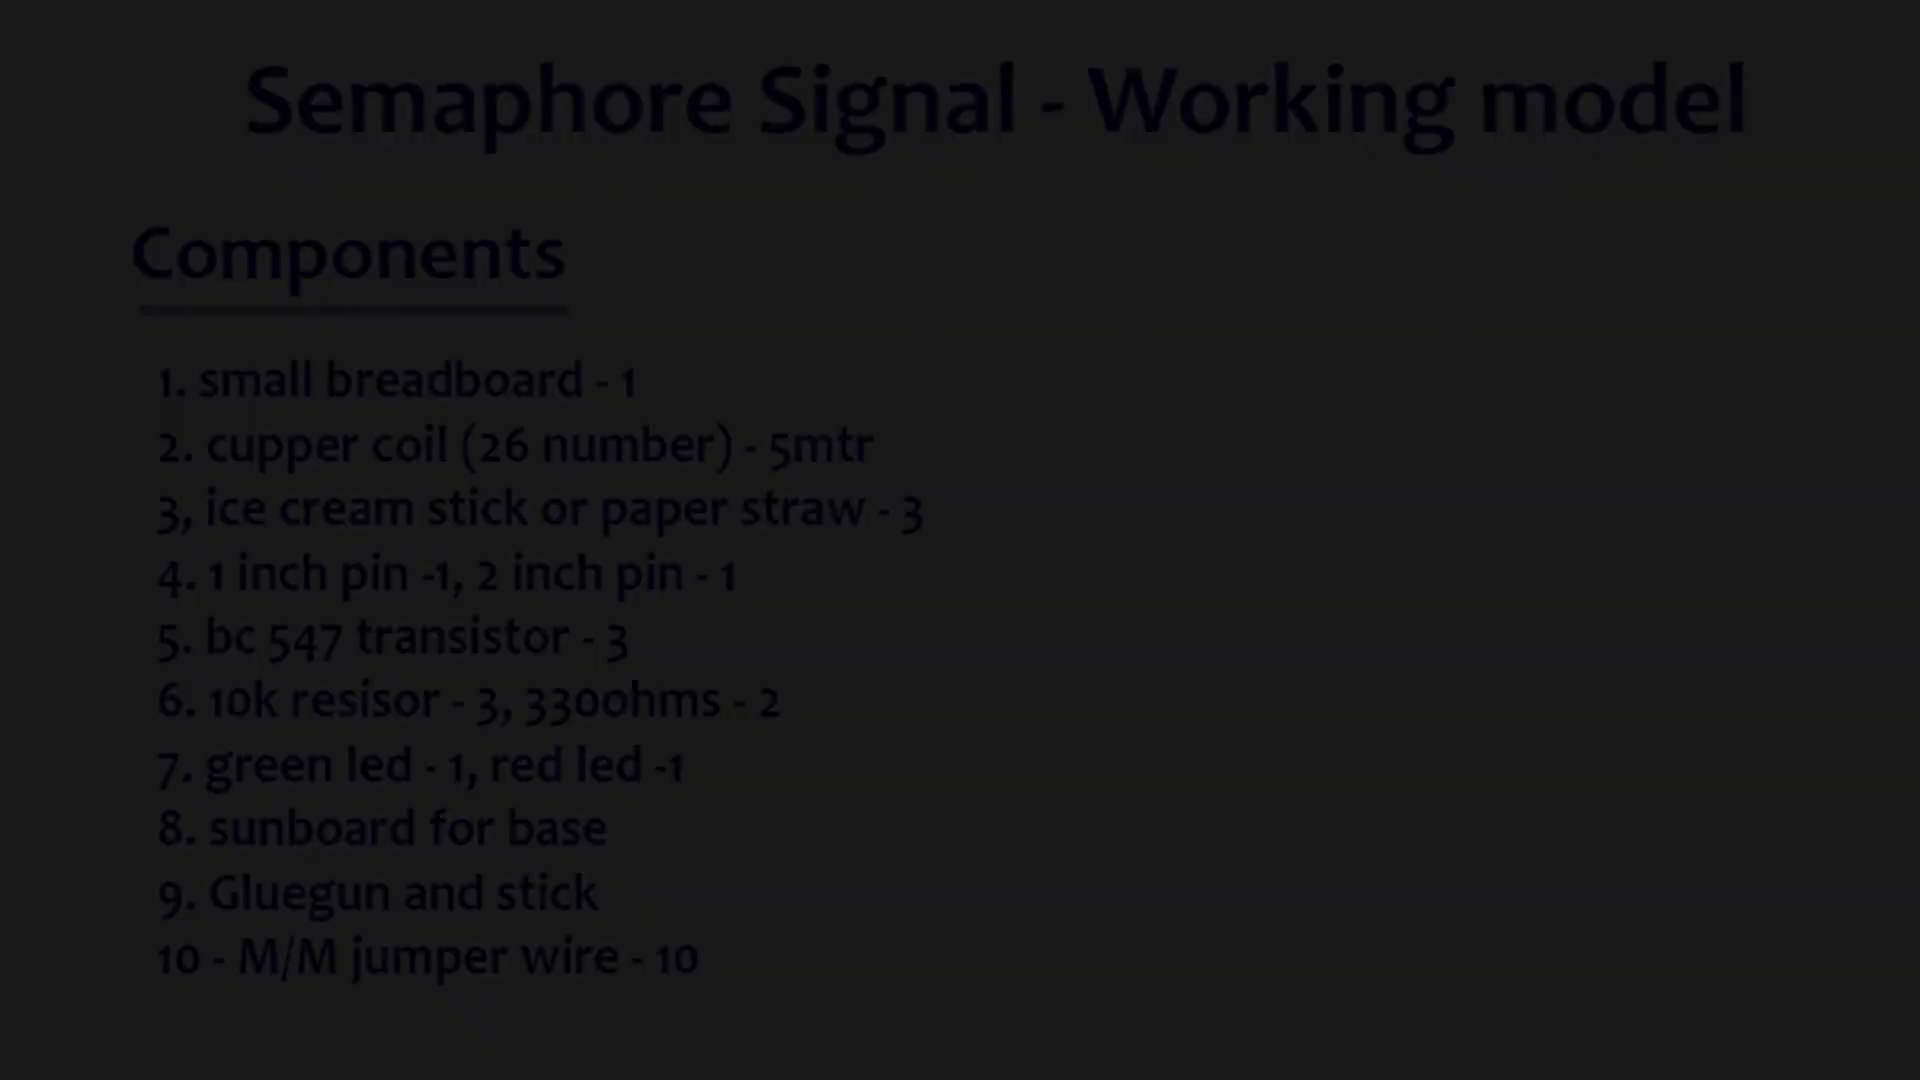 Semaphore Signal - Working model
Components
1. small breadboard - 1
2. cupper coil (26 number) - 5mtr
3, ice cream stick or paper straw - 3
4. 1 inch pin -1, 2 inch pin - 1
5. bc 547 transistor - 3
6. 10k resisor - 3, 330ohms - 2
7. green led - 1, red led -1
8. sunboard for base
9. Gluegun and stick
10 - M/M jumper wire - 10